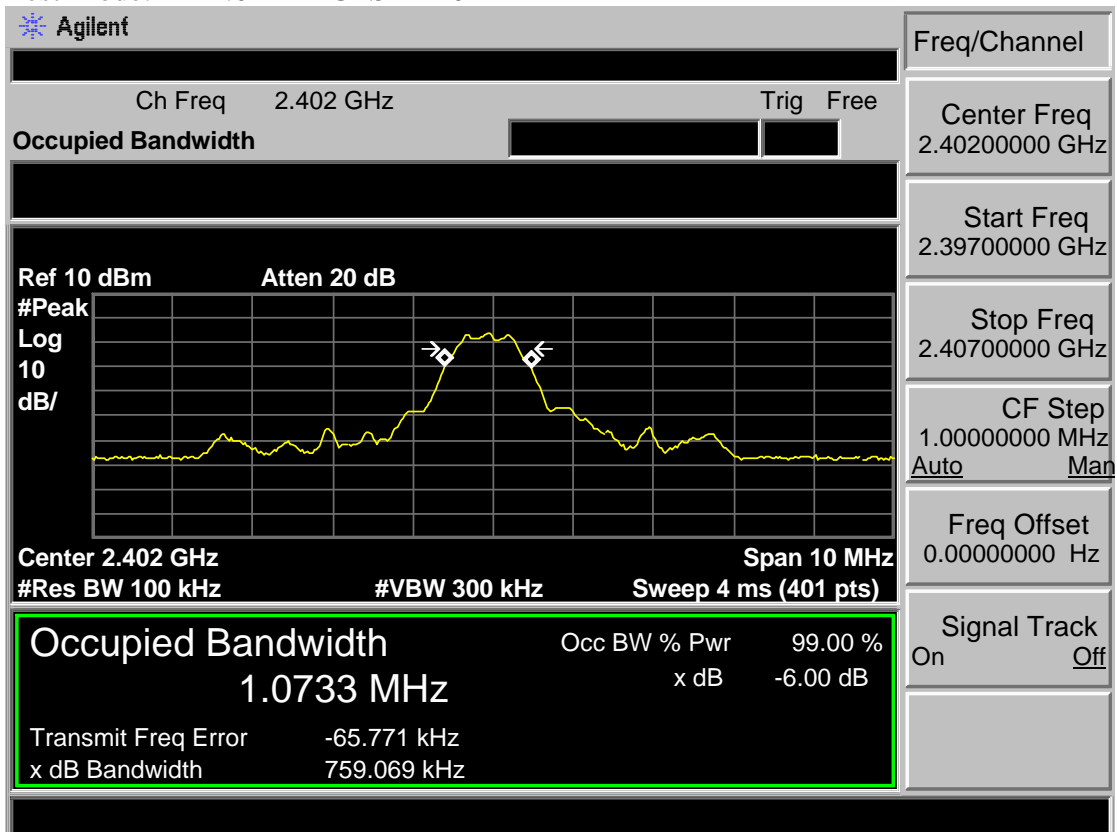 Agilent
Freq/Channel
Ch Freq 2.402 GHz Trig Free
Occupied Bandwidth
Center Freq
2.40200000 GHz
Start Freq
2.39700000 GHz
Stop Freq
2.40700000 GHz
CF Step
1.00000000 MHz
Auto Man
Freq Offset
0.00000000 Hz
Signal Track
On Off
Ref 10 dBm Atten 20 dB
#Peak
Log
10
dB/
Center 2.402 GHz Span 10 MHz
#Res BW 100 kHz #VBW 300 kHz Sweep 4 ms (401 pts)
Occupied Bandwidth Occ BW % Pwr 99.00 %
1.0733 MHz x dB -6.00 dB
Transmit Freq Error -65.771 kHz
x dB Bandwidth 759.069 kHz